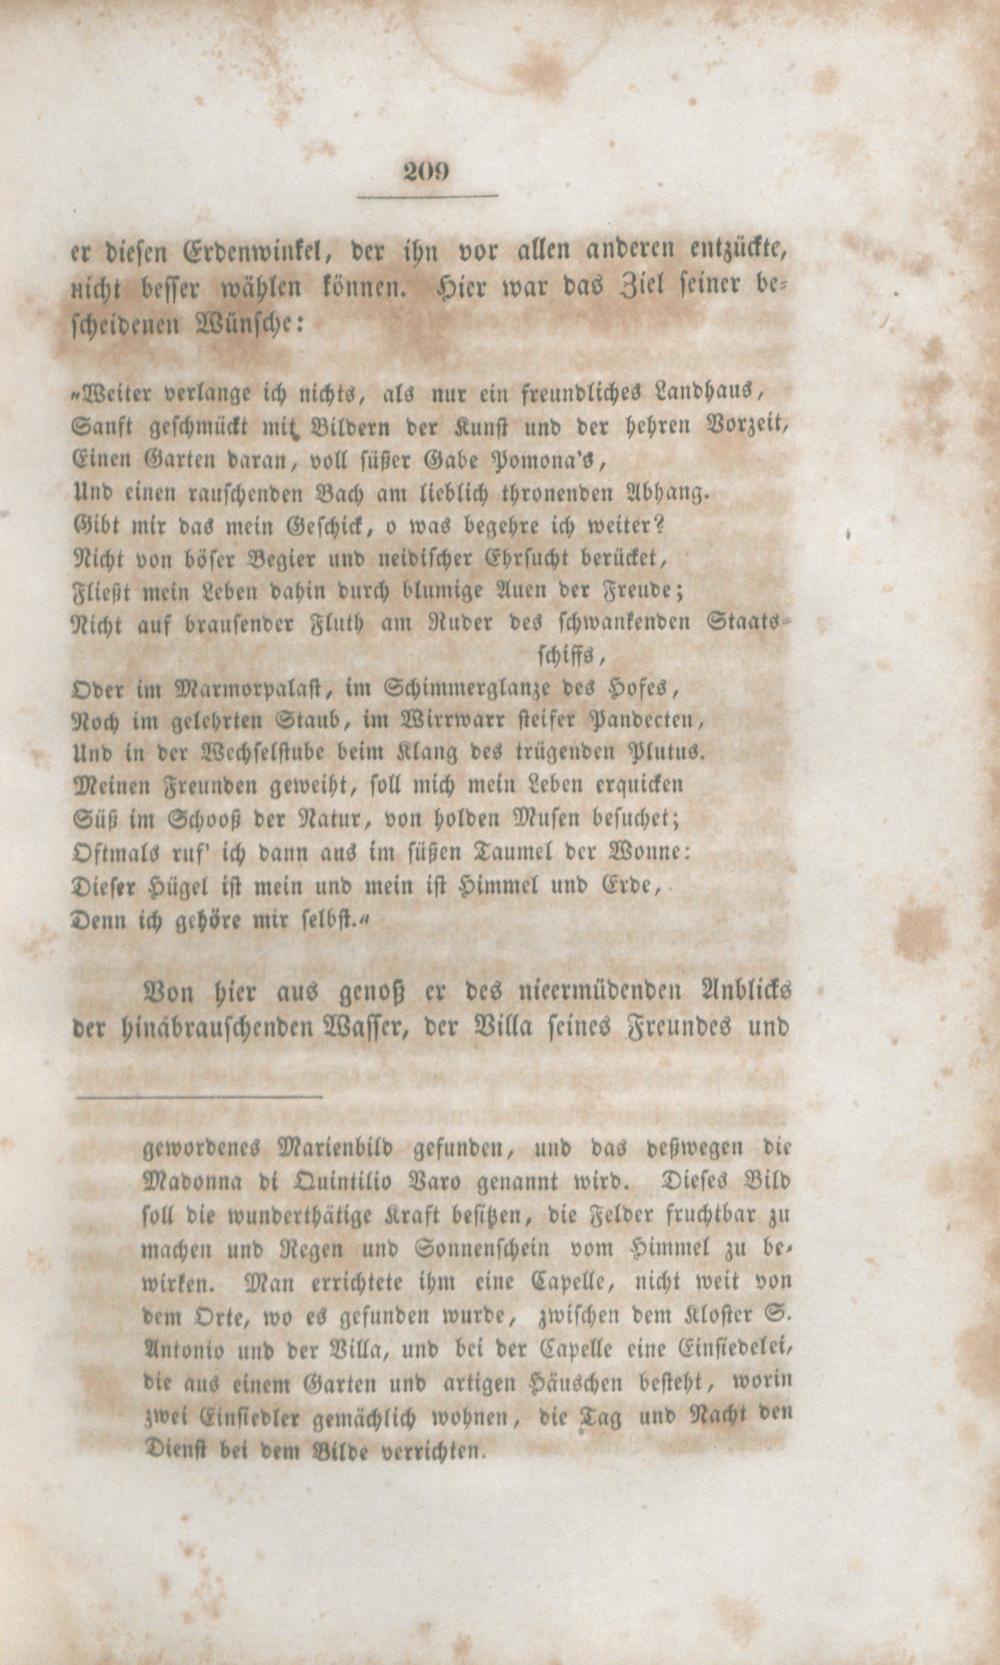 209
er diesen Erdenwinkel, der ihn vor allen anderen entzückte,
nicht besser wählen können. Hier war das Ziel seiner be-
scheidenen Wünsche:
„Weiter verlange ich nichts, als nur ein freundliches Landhaus,
Sanft geschmückt mit Bildern der Kunst und der hehren Vorzeit,
Einen Garten daran, voll süßer Gabe Pomona's,
Und einen rauschenden Bach am lieblich thronenden Abhang.
Gibt mir das mein Geschick, o was begehre ich weiter?
Nicht von böser Begier und neidischer Ehrsucht berücket,
Fließt mein Leben dahin durch blumige Auen der Freude;
Nicht auf brausender Fluth am Ruder des schwankenden Staats-
schiffs,
Oder im Marmorpalast, im Schimmerglanze des Hofes,
Noch im gelehrten Staub, im Wirrwarr steifer Pandecten,
Und in der Wechselstube beim Klang des trügenden Plutus.
Meinen Freunden geweiht, soll mich mein Leben erquicken
Süß im Schooß der Natur, von holden Musen besuchet;
Oftmals ruf' ich dann aus im süßen Taumel der Wonne:
Dieser Hügel ist mein und mein ist Himmel und Erde,
Denn ich gehöre mir selbst.“
Von hier aus genoß er des nieermüdenden Anblicks
der hinabrauschenden Wasser, der Villa seines Freundes und
gewordenes Marienbild gefunden, und das deßwegen die
Madonna di Quintilio Varo genannt wird. Dieses Bild
soll die wunderthätige Kraft besitzen, die Felder fruchtbar zu
machen und Regen und Sonnenschein vom Himmel zu be-
wirken. Man errichtete ihm eine Capelle, nicht weit von
dem Orte, wo es gefunden wurde, zwischen dem Kloster S.
Antonio und der Villa, und bei der Capelle eine Einsiedelei,
die aus einem Garten und artigen Häuschen besteht, worin
zwei Einsiedler gemächlich wohnen, die Tag und Nacht den
Dienst bei dem Bilde verrichten.